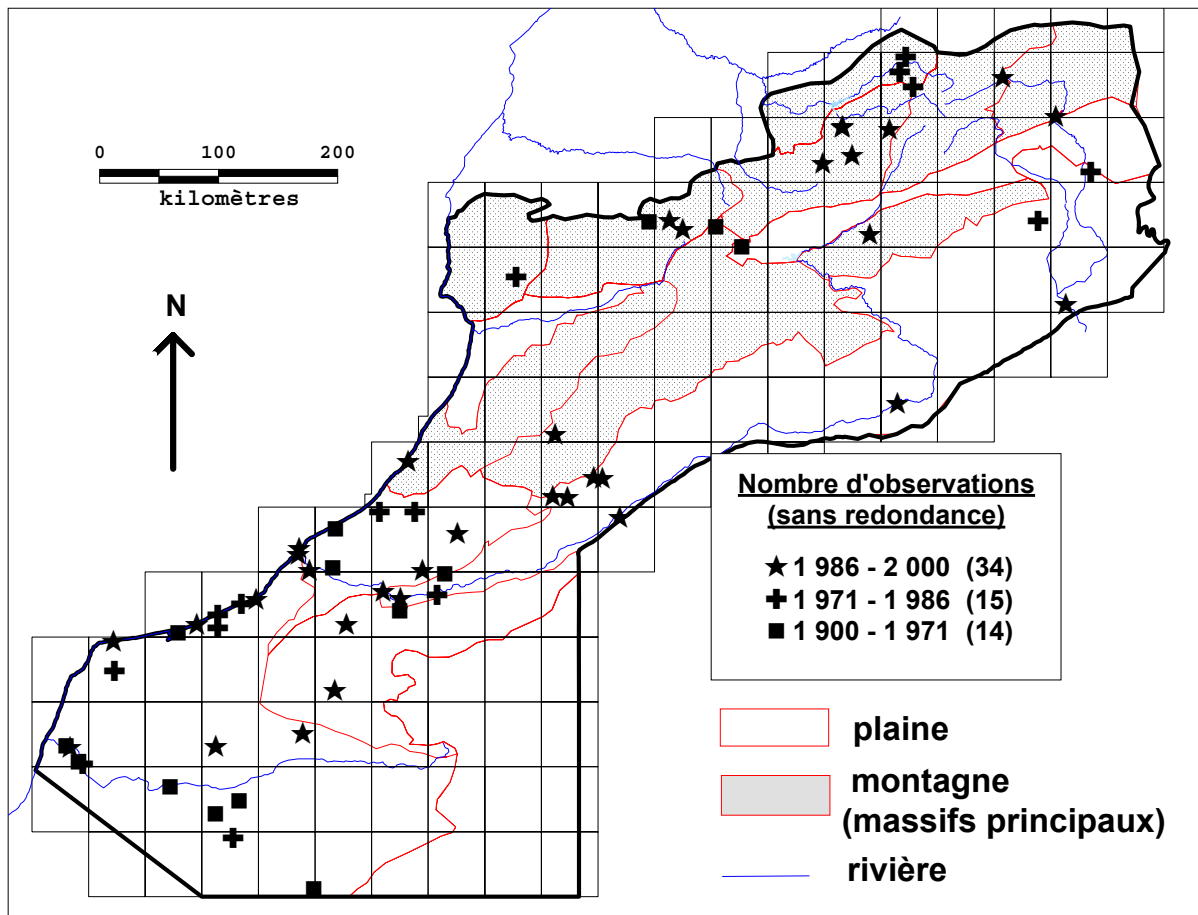 0 100 200
kilomètres
N
Nombre d'observations
(sans redondance)
1 986 - 2 000 (34)
1 971 - 1 986 (15)
1 900 - 1 971 (14)
plaine
montagne
(massifs principaux)
rivière